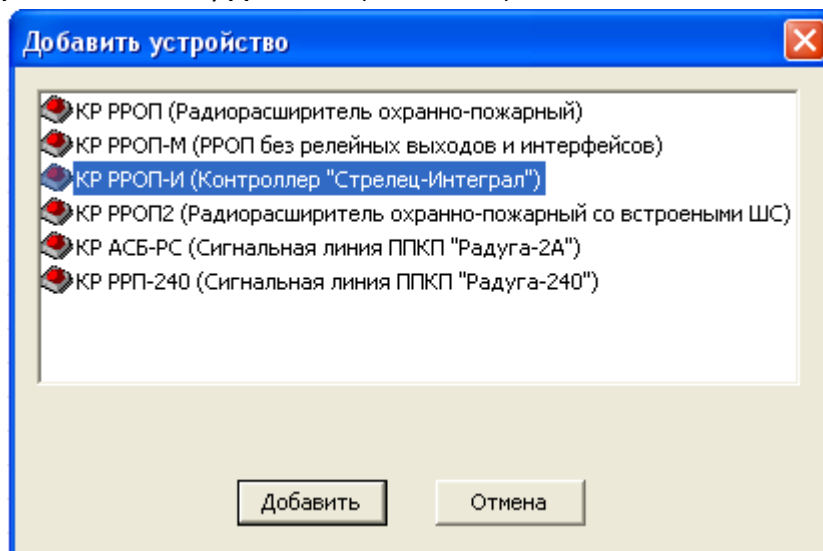 Добавить устройство
КР РРОП (Радиорасширитель охранно-пожарный)
КР РРОП-М (РРОП без релейных выходов и интерфейсов)
КР РРОП-И (Контроллер "Стрелец-Интеграл")
КР РРОП2 (Радиорасширитель охранно-пожарный со встроеными ШС)
КР АСБ-РС (Сигнальная линия ППКП "Радуга-2А")
КР РРП-240 (Сигнальная линия ППКП "Радуга-240")
Добавить Отмена